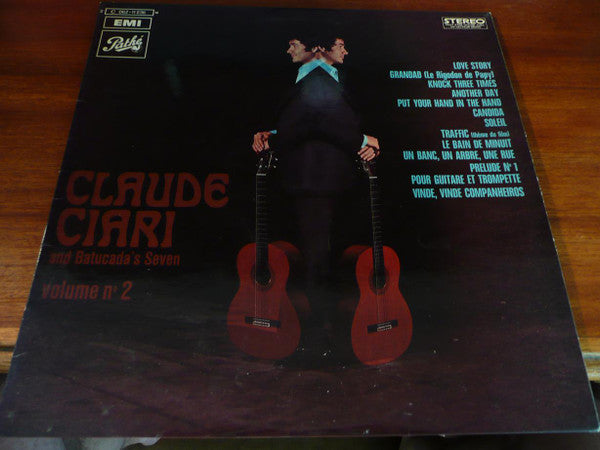 EMI
Pathé
STEREO
LOVE STORY
GRANDAD (Le Rigodon de Papy)
KNOCK THREE TIMES
ANOTHER DAY
PUT YOUR HAND IN THE HAND
CANDIDA
SOLEIL
TRAFFIC (thème du film)
LE BAIN DE MINUIT
UN BANC, UN ARBRE, UNE RUE
PRELUDE N° 1
POUR GUITARE ET TROMPETTE
VINDE, VINDE COMPANHEIROS
CLAUDE
CIARI
and Batucada's Seven
volume n° 2